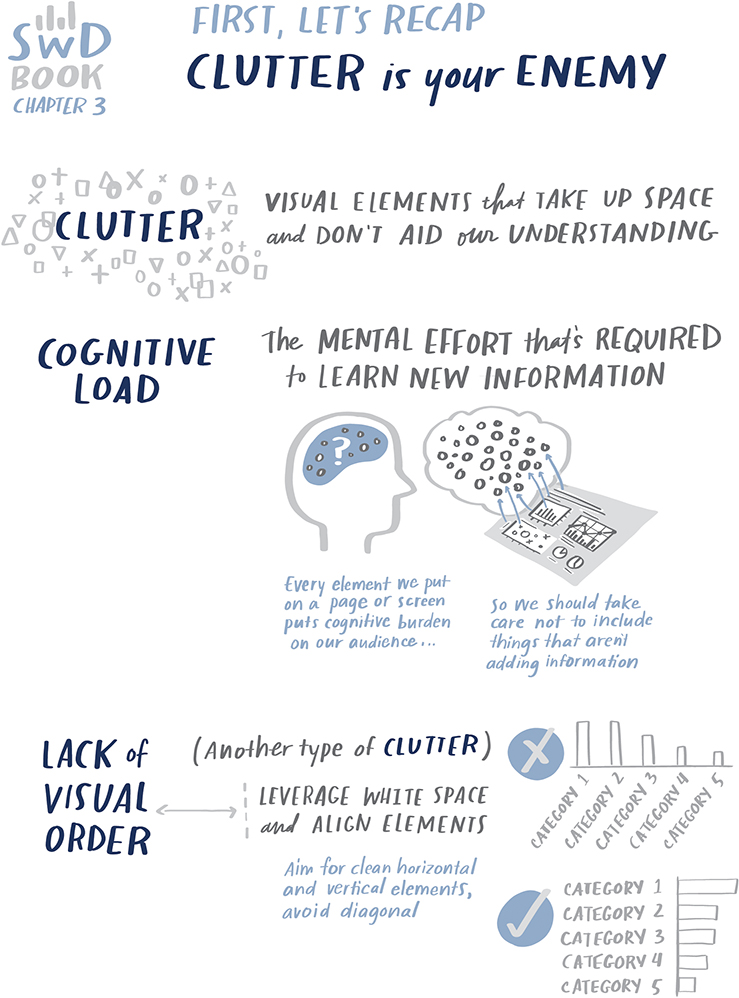 SWD
BOOK
CHAPTER 3
FIRST, LET'S RECAP
CLUTTER is your ENEMY
CLUTTER
VISUAL ELEMENTS that TAKE UP SPACE
and DON'T AID our UNDERSTANDING
COGNITIVE
LOAD
The MENTAL EFFORT that's REQUIRED
to LEARN NEW INFORMATION
?
Every element we put
on a page or screen
puts cognitive burden
on our audience...
So we should take
care not to include
things that aren't
adding information
LACK of
VISUAL
ORDER
(Another type of CLUTTER)
LEVERAGE WHITE SPACE
and ALIGN ELEMENTS
Aim for clean horizontal
and vertical elements,
avoid diagonal
CATEGORY 1
CATEGORY 2
CATEGORY 3
CATEGORY 4
CATEGORY 5
CATEGORY 1
CATEGORY 2
CATEGORY 3
CATEGORY 4
CATEGORY 5